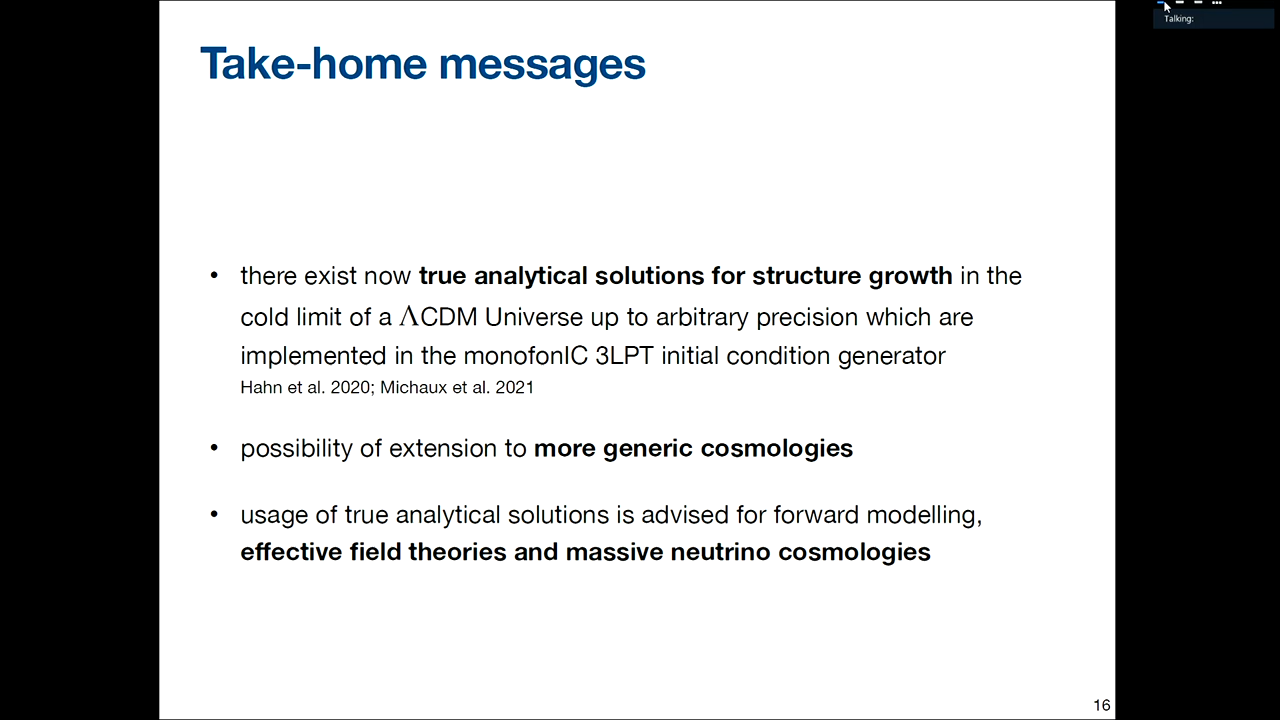 Talking:
Take-home messages
• there exist now true analytical solutions for structure growth in the
cold limit of a ΛCDM Universe up to arbitrary precision which are
implemented in the monofonIC 3LPT initial condition generator
Hahn et al. 2020; Michaux et al. 2021
• possibility of extension to more generic cosmologies
• usage of true analytical solutions is advised for forward modelling,
effective field theories and massive neutrino cosmologies
16